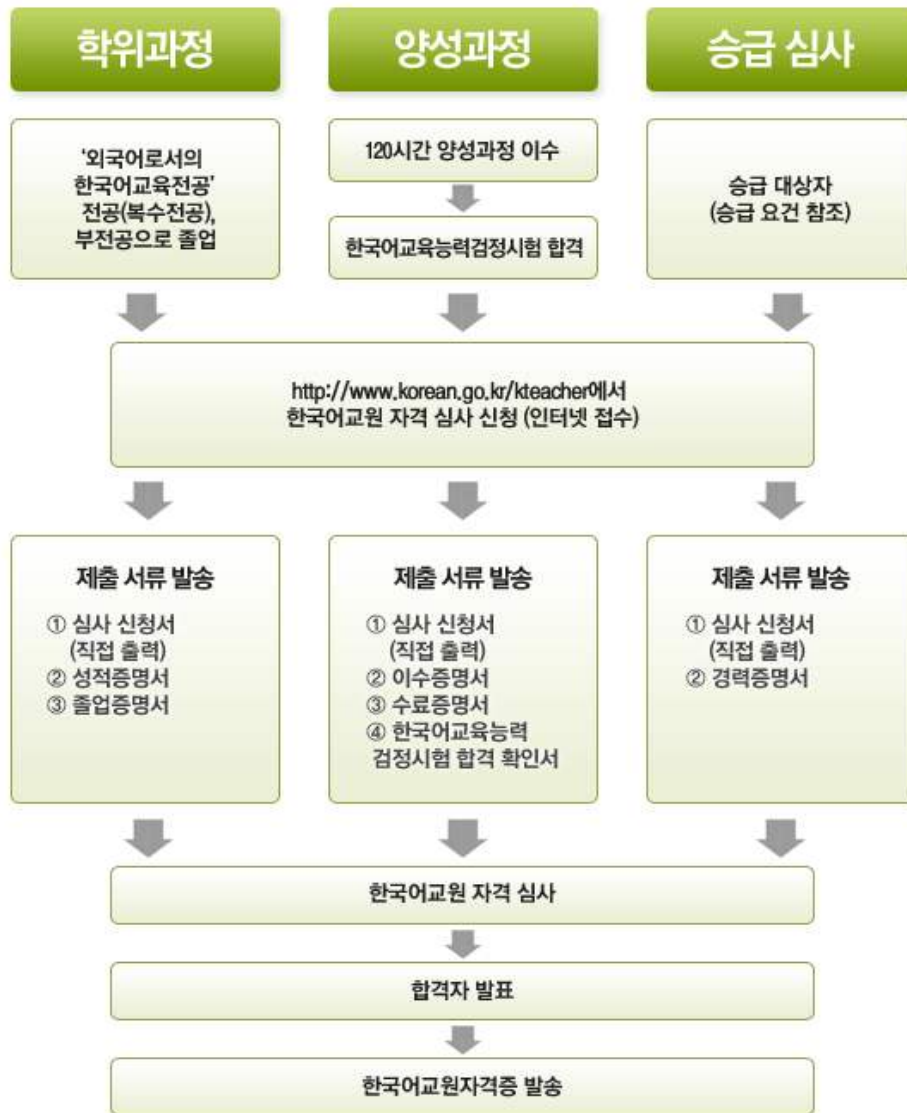 학위과정
양성과정
승급 심사
‘외국어로서의
한국어교육전공’
전공(복수전공),
부전공으로 졸업
120시간 양성과정 이수
한국어교육능력검정시험 합격
승급 대상자
(승급 요건 참조)
http://www.korean.go.kr/kteacher에서
한국어교원 자격 심사 신청 (인터넷 접수)
제출 서류 발송
① 심사 신청서
(직접 출력)
② 성적증명서
③ 졸업증명서
제출 서류 발송
① 심사 신청서
(직접 출력)
② 이수증명서
③ 수료증명서
④ 한국어교육능력
검정시험 합격 확인서
제출 서류 발송
① 심사 신청서
(직접 출력)
② 경력증명서
한국어교원 자격 심사
합격자 발표
한국어교원자격증 발송